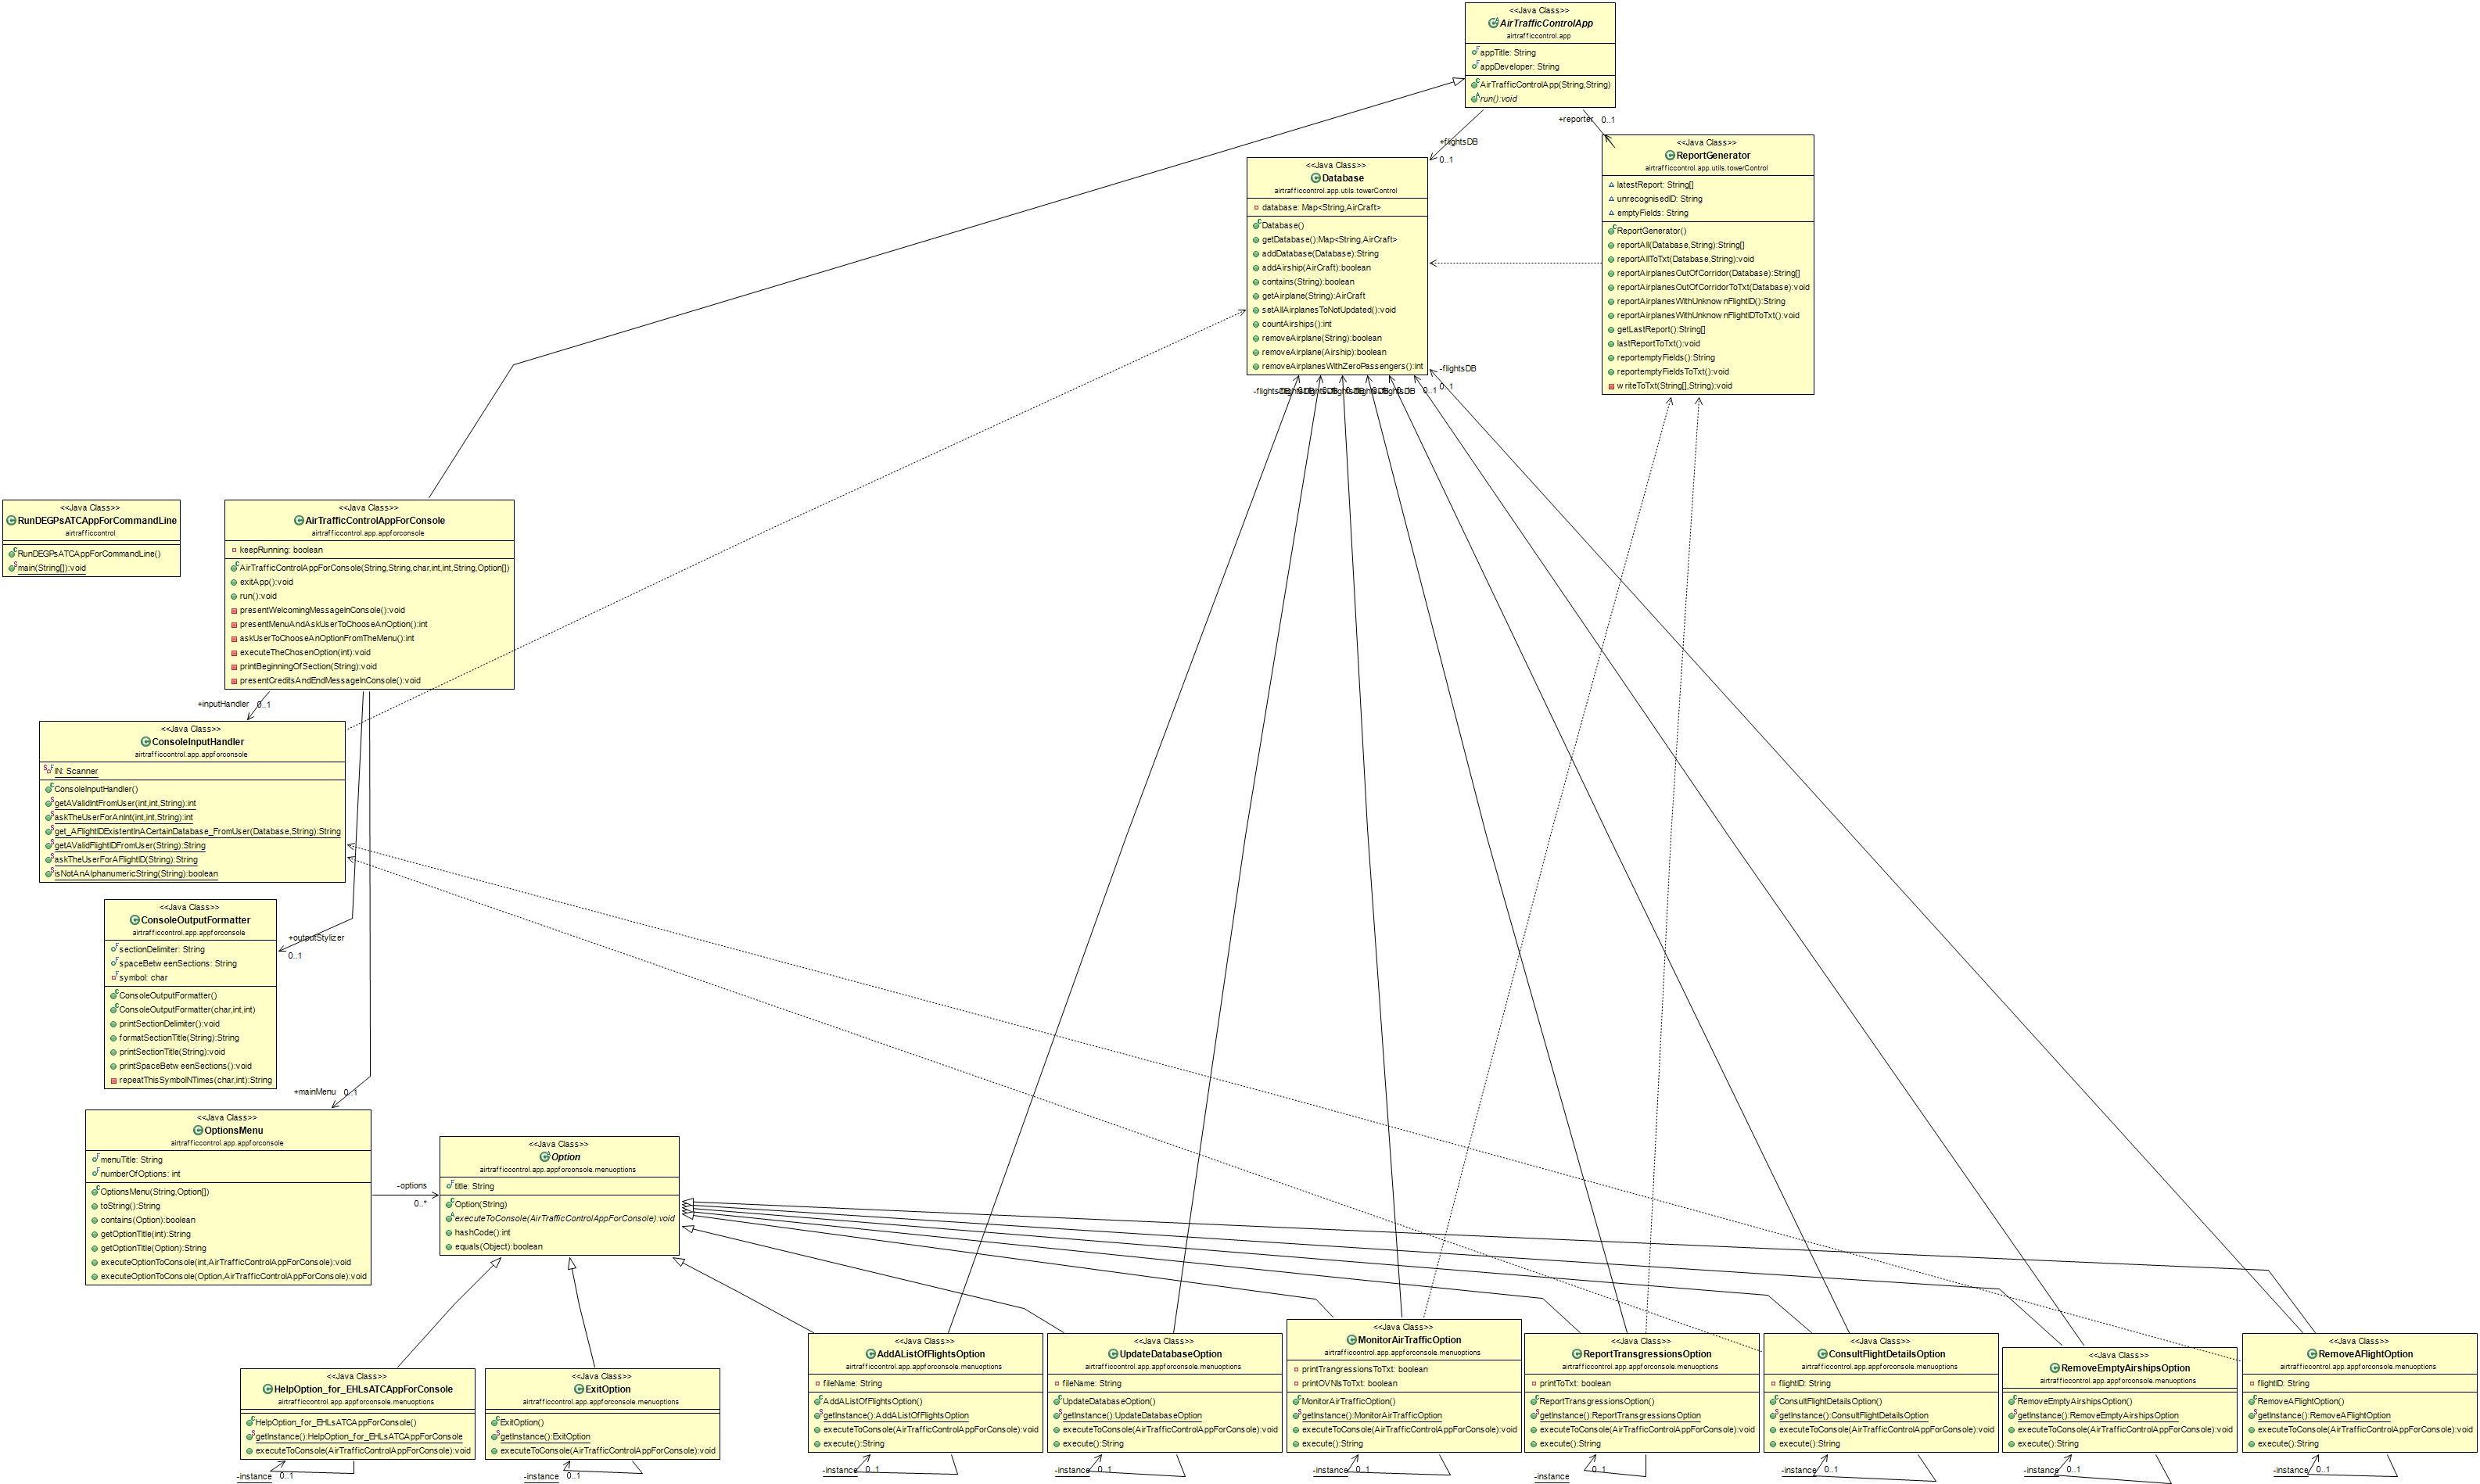 <<Java Class>>
AirTrafficControlApp
airtrafficcontrol.app
appTitle: String
appDeveloper: String
AirTrafficControlApp(String,String)
run():void
+reporter 0..1
+flightsDB
0..1
<<Java Class>>
ReportGenerator
airtrafficcontrol.app.utils.towerControl
latestReport: String[]
unrecognisedID: String
emptyFields: String
ReportGenerator()
reportAll(Database,String):String[]
reportAllToTxt(Database,String):void
reportAirplanesOutOfCorridor(Database):String[]
reportAirplanesOutOfCorridorToTxt(Database):void
reportAirplanesWithUnknownFlightID():String
reportAirplanesWithUnknownFlightIDToTxt():void
getLastReport():String[]
lastReportToTxt():void
reportemptyFields():String
reportemptyFieldsToTxt():void
writeToTxt(String[],String):void
<<Java Class>>
Database
airtrafficcontrol.app.utils.towerControl
database: Map<String,AirCraft>
Database()
getDatabase():Map<String,AirCraft>
addDatabase(Database):String
addAirship(AirCraft):boolean
contains(String):boolean
getAirplane(String):AirCraft
setAllAirplanesToNotUpdated():void
countAirships():int
removeAirplane(String):boolean
removeAirplane(Airship):boolean
removeAirplanesWithZeroPassengers():int
-flightsDB
0..1
-flightsDB
0..1
<<Java Class>>
RunDEGPsATCAppForCommandLine
airtrafficcontrol
RunDEGPsATCAppForCommandLine()
main(String[]):void
<<Java Class>>
AirTrafficControlAppForConsole
airtrafficcontrol.app.appforconsole
keepRunning: boolean
AirTrafficControlAppForConsole(String,String,char,int,int,String,Option[])
exitApp():void
run():void
presentWelcomingMessageInConsole():void
presentMenuAndAskUserToChooseAnOption():int
askUserToChooseAnOptionFromTheMenu():int
executeTheChosenOption(int):void
printBeginningOfSection(String):void
presentCreditsAndEndMessageInConsole():void
+inputHandler 0..1
<<Java Class>>
ConsoleInputHandler
airtrafficcontrol.app.appforconsole
IN: Scanner
ConsoleInputHandler()
getAValidIntFromUser(int,int,String):int
askTheUserForAnInt(int,int,String):int
get_AFlightIDExistentInACertainDatabase_FromUser(Database,String):String
getAValidFlightIDFromUser(String):String
askTheUserForAFlightID(String):String
isNotAnAlphanumericString(String):boolean
<<Java Class>>
ConsoleOutputFormatter
airtrafficcontrol.app.appforconsole
sectionDelimiter: String
spaceBetweenSections: String
symbol: char
ConsoleOutputFormatter()
ConsoleOutputFormatter(char,int,int)
printSectionDelimiter():void
formatSectionTitle(String):String
printSectionTitle(String):void
printSpaceBetweenSections():void
repeatThisSymbolNTimes(char,int):String
+outputStylizer
0..1
+mainMenu 0..1
<<Java Class>>
OptionsMenu
airtrafficcontrol.app.appforconsole
menuTitle: String
numberOfOptions: int
OptionsMenu(String,Option[])
toString():String
contains(Option):boolean
getOptionTitle(int):String
getOptionTitle(Option):String
executeOptionToConsole(int,AirTrafficControlAppForConsole):void
executeOptionToConsole(Option,AirTrafficControlAppForConsole):void
-options
0..*
<<Java Class>>
Option
airtrafficcontrol.app.appforconsole.menuoptions
title: String
Option(String)
executeToConsole(AirTrafficControlAppForConsole):void
hashCode():int
equals(Object):boolean
<<Java Class>>
HelpOption_for_EHLsATCAppForConsole
airtrafficcontrol.app.appforconsole.menuoptions
HelpOption_for_EHLsATCAppForConsole()
getInstance():HelpOption_for_EHLsATCAppForConsole
executeToConsole(AirTrafficControlAppForConsole):void
-instance 0..1
<<Java Class>>
ExitOption
airtrafficcontrol.app.appforconsole.menuoptions
ExitOption()
getInstance():ExitOption
executeToConsole(AirTrafficControlAppForConsole):void
-instance 0..1
<<Java Class>>
AddAListOfFlightsOption
airtrafficcontrol.app.appforconsole.menuoptions
fileName: String
AddAListOfFlightsOption()
getInstance():AddAListOfFlightsOption
executeToConsole(AirTrafficControlAppForConsole):void
execute():String
-instance 0..1
<<Java Class>>
UpdateDatabaseOption
airtrafficcontrol.app.appforconsole.menuoptions
fileName: String
UpdateDatabaseOption()
getInstance():UpdateDatabaseOption
executeToConsole(AirTrafficControlAppForConsole):void
execute():String
-instance 0..1
<<Java Class>>
MonitorAirTrafficOption
airtrafficcontrol.app.appforconsole.menuoptions
printTrangressionsToTxt: boolean
printOVNIsToTxt: boolean
MonitorAirTrafficOption()
getInstance():MonitorAirTrafficOption
executeToConsole(AirTrafficControlAppForConsole):void
execute():String
-instance 0..1
<<Java Class>>
ReportTransgressionsOption
airtrafficcontrol.app.appforconsole.menuoptions
printToTxt: boolean
ReportTransgressionsOption()
getInstance():ReportTransgressionsOption
executeToConsole(AirTrafficControlAppForConsole):void
execute():String
-instance 0..1
<<Java Class>>
ConsultFlightDetailsOption
airtrafficcontrol.app.appforconsole.menuoptions
flightID: String
ConsultFlightDetailsOption()
getInstance():ConsultFlightDetailsOption
executeToConsole(AirTrafficControlAppForConsole):void
execute():String
-instance 0..1
<<Java Class>>
RemoveEmptyAirshipsOption
airtrafficcontrol.app.appforconsole.menuoptions
RemoveEmptyAirshipsOption()
getInstance():RemoveEmptyAirshipsOption
executeToConsole(AirTrafficControlAppForConsole):void
execute():String
-instance 0..1
<<Java Class>>
RemoveAFlightOption
airtrafficcontrol.app.appforconsole.menuoptions
flightID: String
RemoveAFlightOption()
getInstance():RemoveAFlightOption
executeToConsole(AirTrafficControlAppForConsole):void
execute():String
-instance 0..1